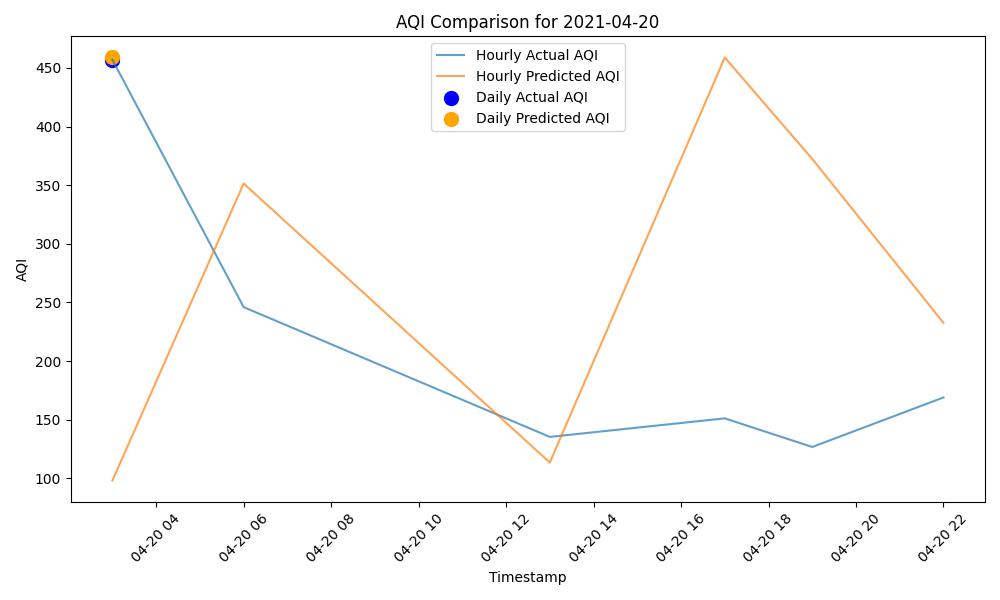 AQI Comparison for 2021-04-20
Hourly Actual AQI
Hourly Predicted AQI
Daily Actual AQI
Daily Predicted AQI
AQI
450
400
350
300
250
200
150
100
04-20 04
04-20 06
04-20 08
04-20 10
04-20 12
04-20 14
04-20 16
04-20 18
04-20 20
04-20 22
Timestamp